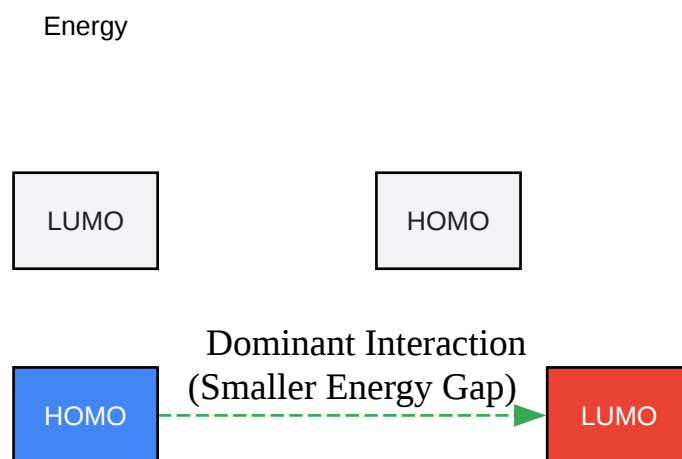 Energy
LUMO
HOMO
Dominant Interaction
(Smaller Energy Gap)
HOMO
LUMO